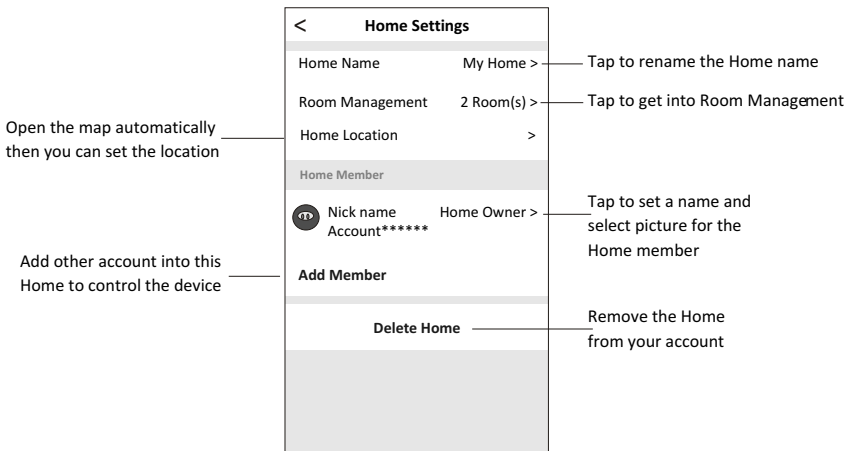 < Home Settings
Home Name My Home >
Tap to rename the Home name
Room Management 2 Room(s) >
Tap to get into Room Management
Open the map automatically
then you can set the location
Home Location >
Home Member
Nick name Home Owner >
Account******
Tap to set a name and
select picture for the
Home member
Add other account into this
Home to control the device
Add Member
Delete Home
Remove the Home
from your account